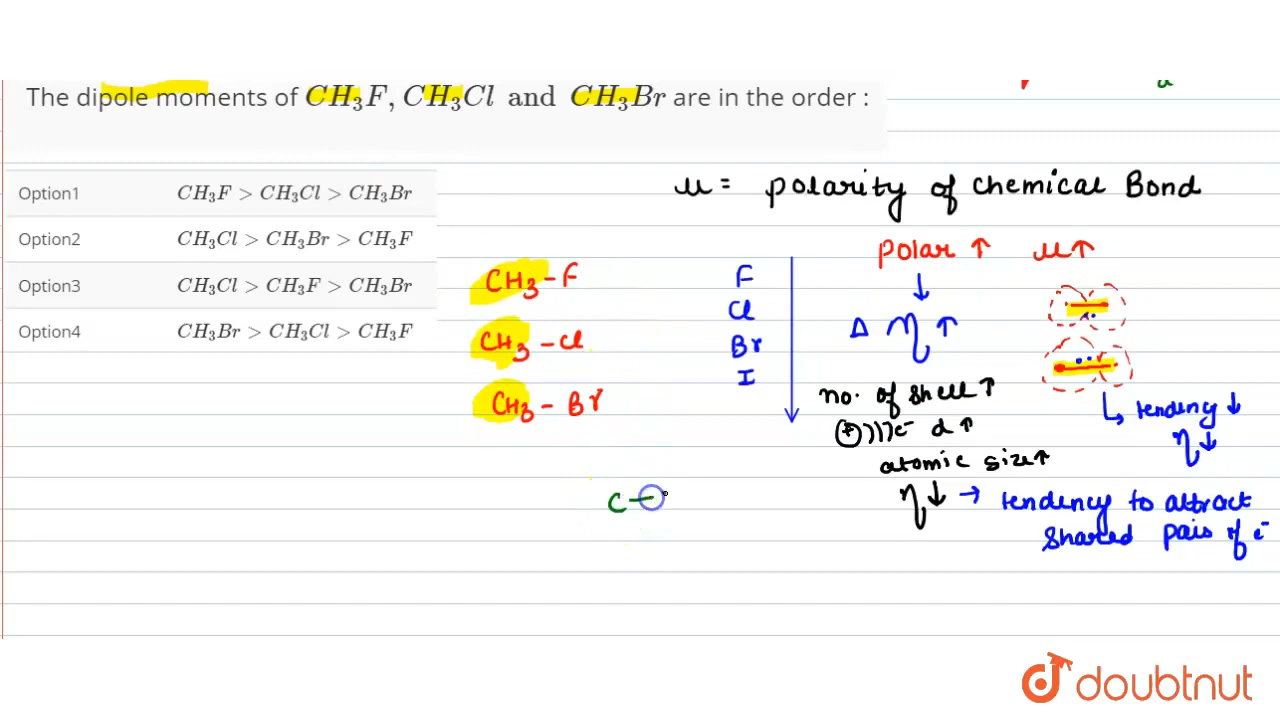 The dipole moments of CH₃F, CH₃Cl and CH₃Br are in the order :
Option1 CH₃F > CH₃Cl > CH₃Br
Option2 CH₃Cl > CH₃Br > CH₃F
Option3 CH₃Cl > CH₃F > CH₃Br
Option4 CH₃Br > CH₃Cl > CH₃F
CH₃-F
CH₃-Cl
CH₃-Br
C-
F
Cl
Br
I
μ = polarity of chemical Bond
Polar ↑ μ↑
↓
Δ η ↑
no. of shell ↑
(+))))e⁻ d↑
atomic size↑
η↓ → tendency to attract
shared pais of e⁻
↳ tendency ↓
η↓
doubtnut